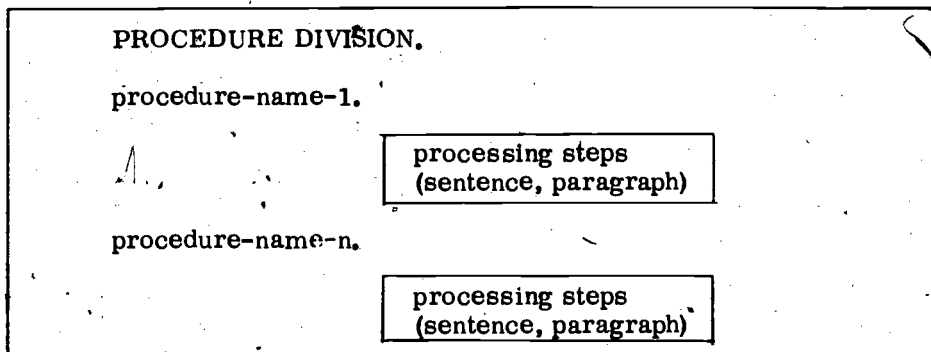 PROCEDURE DIVISION.
procedure-name-1.
processing steps
(sentence, paragraph)
procedure-name-n.
processing steps
(sentence, paragraph)